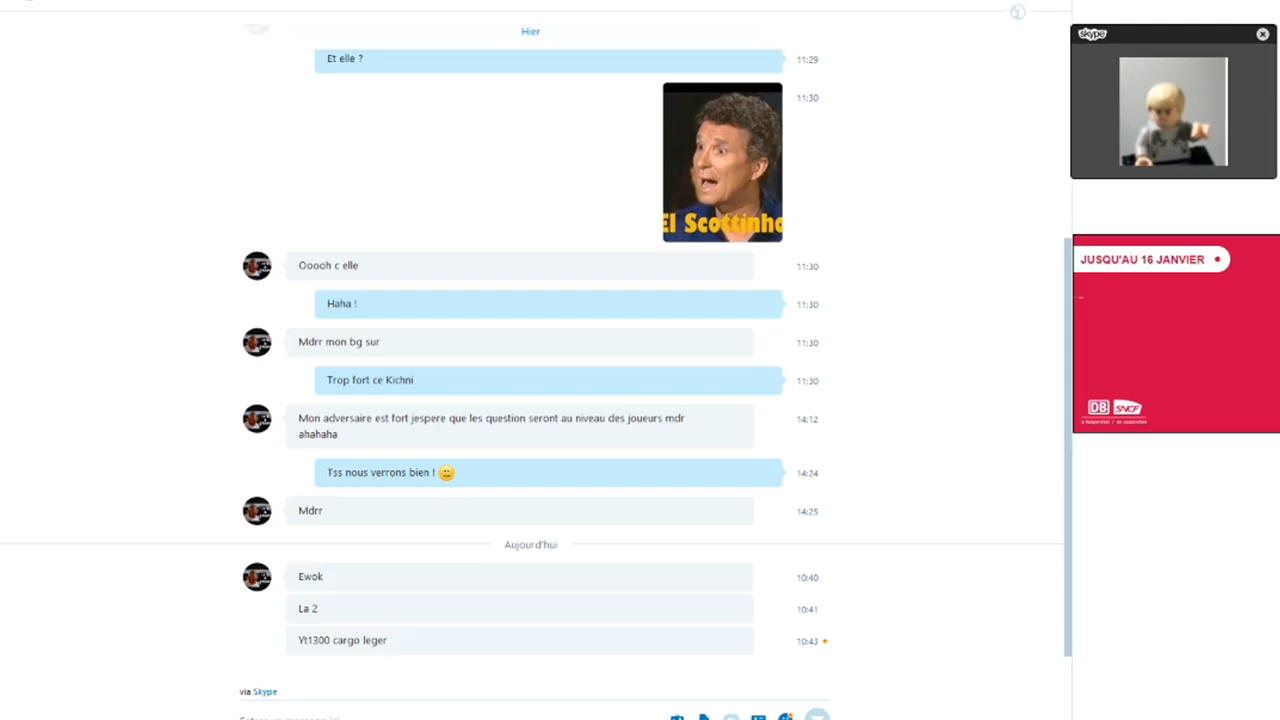 Hier
skype
Et elle ?
11:29
11:30
El Scottinho
JUSQU'AU 16 JANVIER
Ooooh c elle
11:30
Haha !
11:30
Mdrr mon bg sur
11:30
Trop fort ce Kichni
11:30
DB SNCF
Mon adversaire est fort jespere que les question seront au niveau des joueurs mdr
ahahaha
14:12
Tss nous verrons bien !
14:24
Mdrr
14:25
Aujourd'hui
Ewok
10:40
La 2
10:41
Yt1300 cargo leger
10:43
via Skype
Entrez un message ici